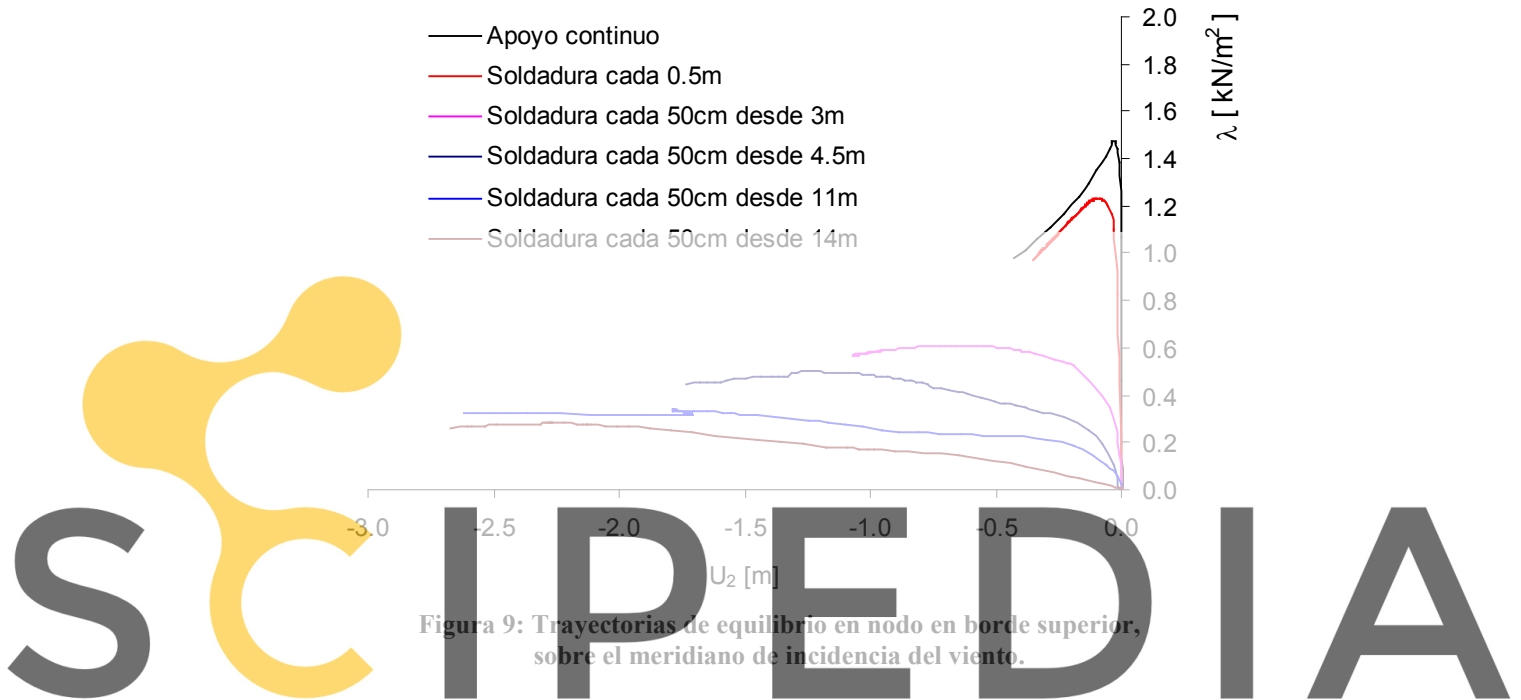 Apoyo continuo
Soldadura cada 0.5m
Soldadura cada 50cm desde 3m
Soldadura cada 50cm desde 4.5m
Soldadura cada 50cm desde 11m
Soldadura cada 50cm desde 14m
2.0
1.8
1.6
1.4
1.2
1.0
0.8
0.6
0.4
0.2
0.0
λ [ kN/m²]
-3.0 -2.5 -2.0 -1.5 -1.0 -0.5 0.0
U₂ [m]
Figura 9: Trayectorias de equilibrio en nodo en borde superior,
sobre el meridiano de incidencia del viento.
SCIPEDIA